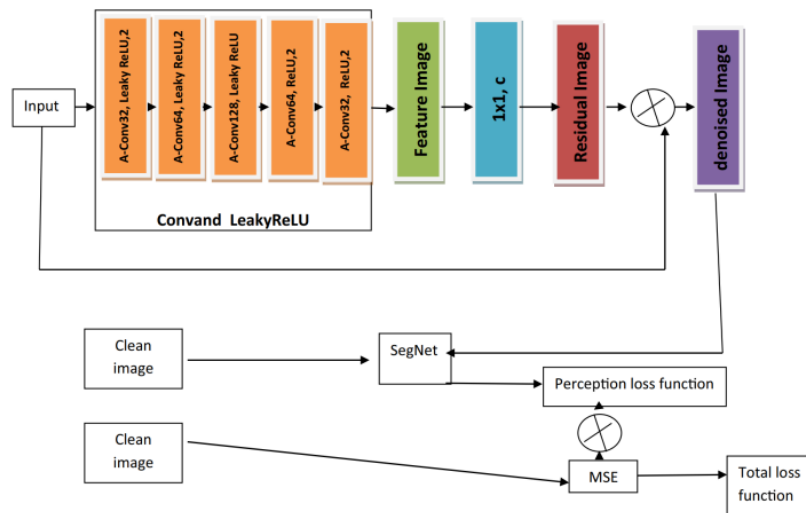 Input
A-Conv32, Leaky ReLU,2
A-Conv64, Leaky ReLU,2
A-Conv128, Leaky ReLU
A-Conv64, ReLU,2
A-Conv32, ReLU,2
Convand LeakyReLU
Feature Image
1x1, c
Residual Image
denoised Image
Clean
image
SegNet
Perception loss function
Clean
image
MSE
Total loss
function